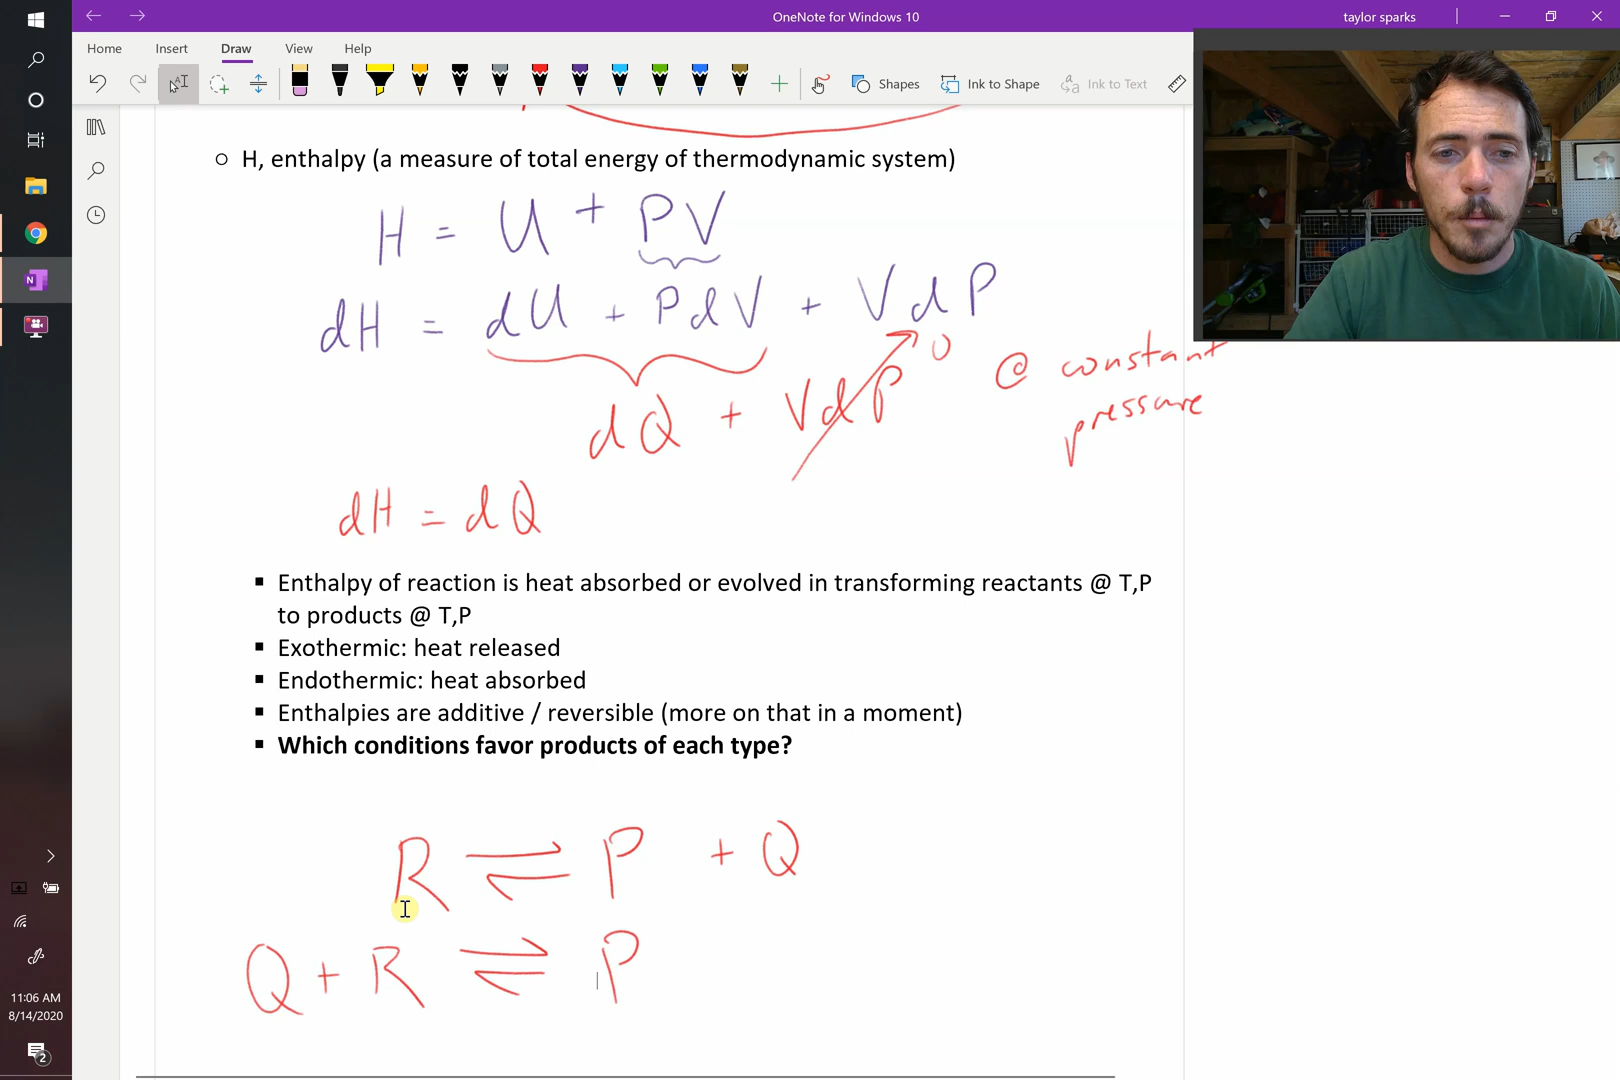 OneNote for Windows 10
taylor sparks
Home Insert Draw View Help
Shapes Ink to Shape Ink to Text
H, enthalpy (a measure of total energy of thermodynamic system)
H = U + PV
dH = dU + PdV + VdP
dQ + VdP 0 @ constant
pressure
dH = dQ
Enthalpy of reaction is heat absorbed or evolved in transforming reactants @ T,P
to products @ T,P
Exothermic: heat released
Endothermic: heat absorbed
Enthalpies are additive / reversible (more on that in a moment)
Which conditions favor products of each type?
R ⇌ P + Q
Q + R ⇌ P
11:06 AM
8/14/2020
2